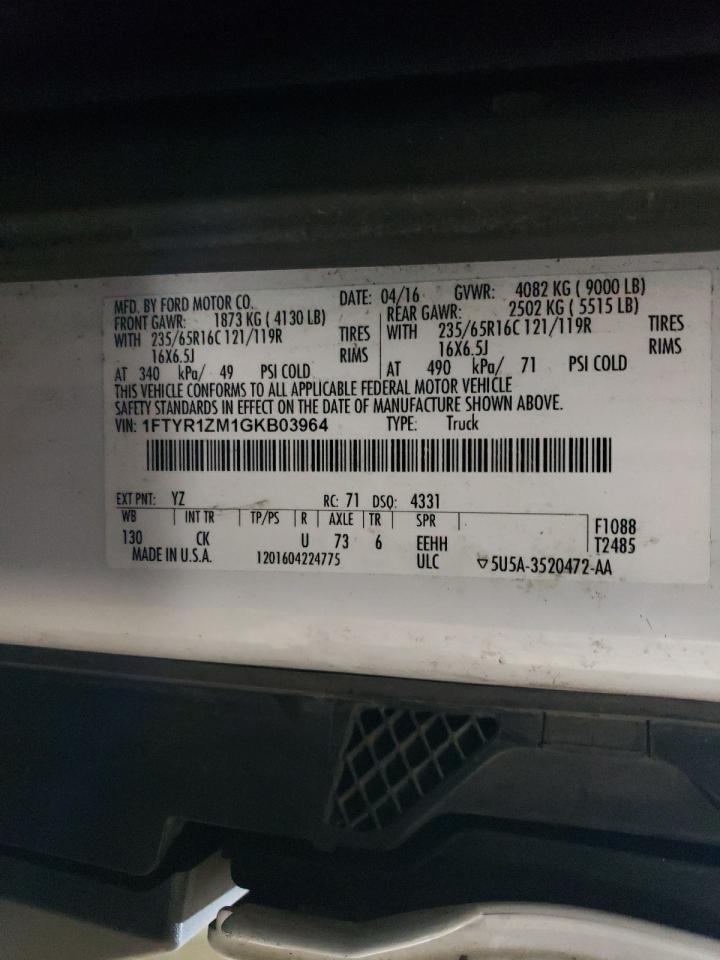 MFD. BY FORD MOTOR CO. DATE: 04/16 GVWR: 4082 KG ( 9000 LB)
FRONT GAWR: 1873 KG ( 4130 LB) REAR GAWR: 2502 KG ( 5515 LB)
WITH 235/65R16C 121/119R TIRES WITH 235/65R16C 121/119R TIRES
16X6.5J RIMS 16X6.5J RIMS
AT 340 kPa/ 49 PSI COLD AT 490 kPa/ 71 PSI COLD
THIS VEHICLE CONFORMS TO ALL APPLICABLE FEDERAL MOTOR VEHICLE
SAFETY STANDARDS IN EFFECT ON THE DATE OF MANUFACTURE SHOWN ABOVE.
VIN: 1FTYR1ZM1GKB03964 TYPE: Truck
EXT PNT: YZ RC: 71 DSO: 4331
WB INT TR TP/PS R AXLE TR SPR F1088
130 CK U 73 6 EEHH T2485
MADE IN U.S.A. 1201604224775 ULC ▽5U5A-3520472-AA